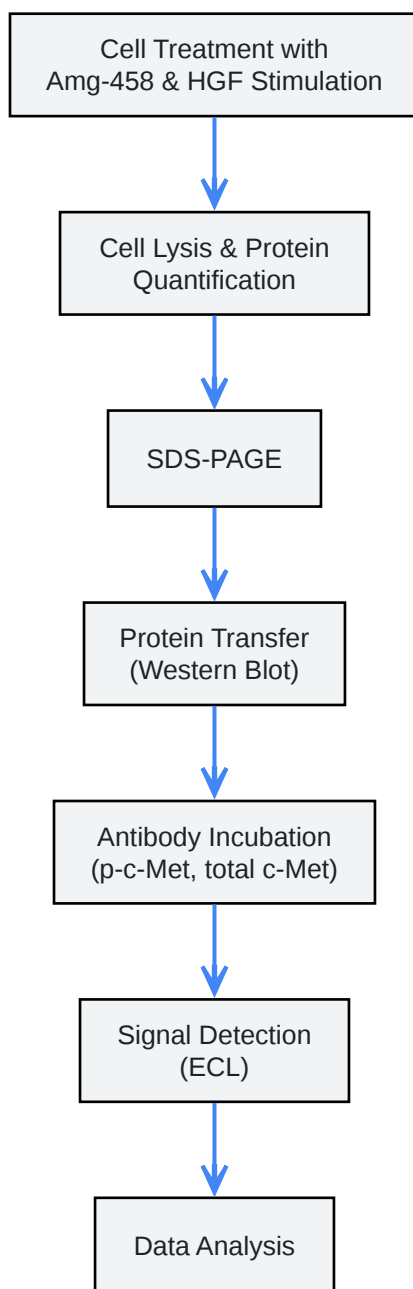 Cell Treatment with
Amg-458 & HGF Stimulation
Cell Lysis & Protein
Quantification
SDS-PAGE
Protein Transfer
(Western Blot)
Antibody Incubation
(p-c-Met, total c-Met)
Signal Detection
(ECL)
Data Analysis